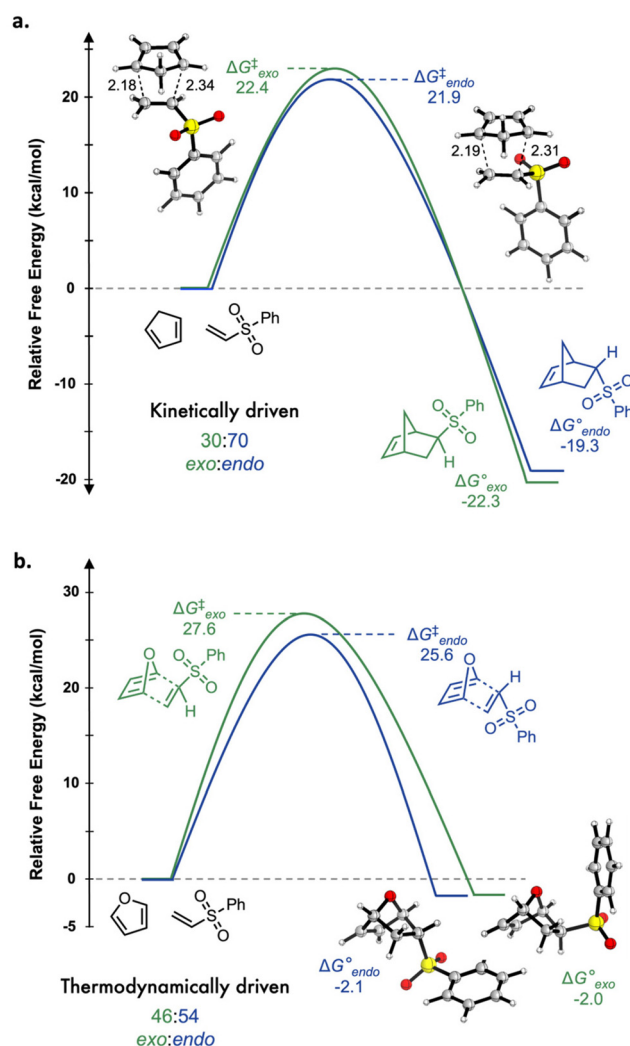 a.
Relative Free Energy (kcal/mol)
20
10
0
-10
-20
2.18
2.34
ΔG‡exo
22.4
ΔG‡endo
21.9
2.19
2.31
Ph
S
O
O
Kinetically driven
30:70
exo:endo
Ph
O
S
O
H
ΔG°exo
-22.3
H
S
O
O
Ph
ΔG°endo
-19.3
b.
Relative Free Energy (kcal/mol)
30
20
10
0
-5
ΔG‡exo
27.6
O
Ph
S
O
O
H
ΔG‡endo
25.6
O
H
S
O
O
Ph
O
Ph
S
O
O
Thermodynamically driven
46:54
exo:endo
ΔG°endo
-2.1
ΔG°exo
-2.0